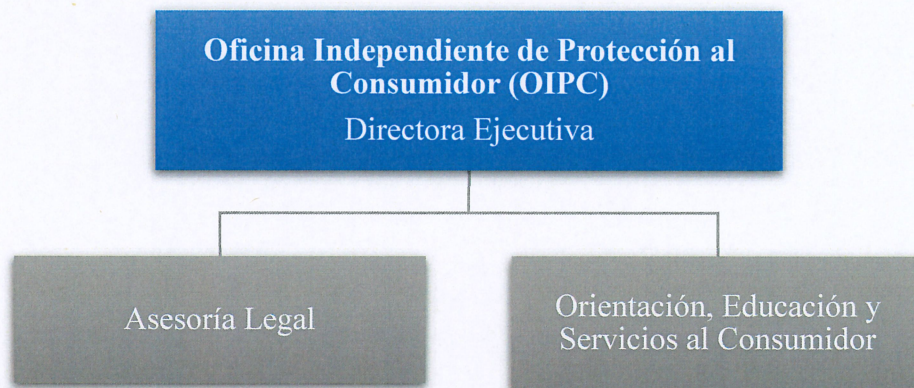 Oficina Independiente de Protección al
Consumidor (OIPC)
Directora Ejecutiva
Asesoría Legal
Orientación, Educación y
Servicios al Consumidor